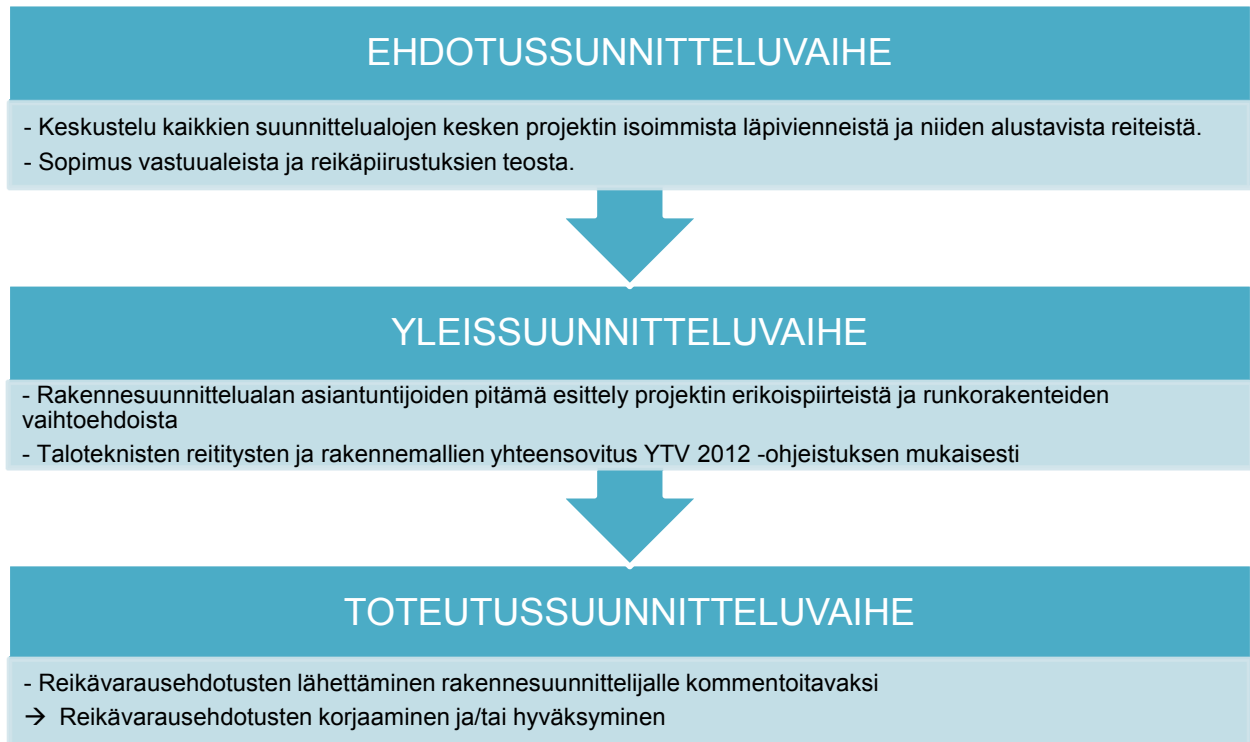 EHDOTUSSUNNITTELUVAIHE
- Keskustelu kaikkien suunnittelualojen kesken projektin isoimmista läpivienneistä ja niiden alustavista reiteistä.
- Sopimus vastuualeista ja reikäpiirustuksien teosta.
YLEISSUUNNITTELUVAIHE
- Rakennesuunnittelualan asiantuntijoiden pitämä esittely projektin erikoispiirteistä ja runkorakenteiden
vaihtoehdoista
- Taloteknisten reititysten ja rakennemallien yhteensovitus YTV 2012 -ohjeistuksen mukaisesti
TOTEUTUSSUUNNITTELUVAIHE
- Reikävarausehdotusten lähettäminen rakennesuunnittelijalle kommentoitavaksi
→ Reikävarausehdotusten korjaaminen ja/tai hyväksyminen